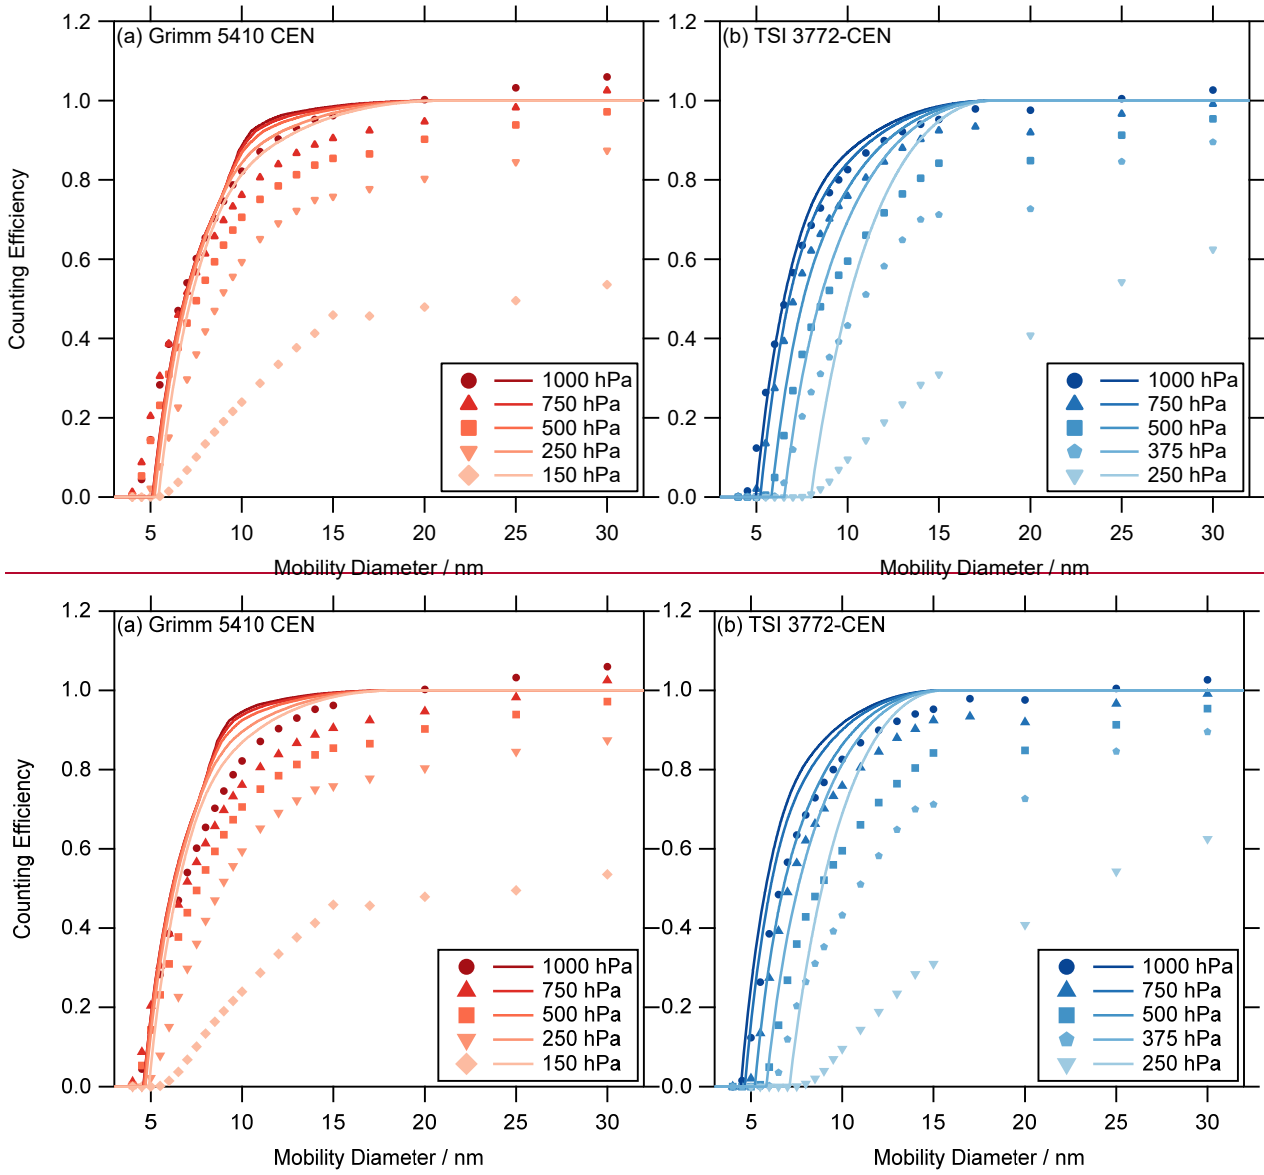 (a) Grimm 5410 CEN
(b) TSI 3772-CEN
1.2
1.0
0.8
0.6
0.4
0.2
0.0
Counting Efficiency
1000 hPa
750 hPa
500 hPa
250 hPa
150 hPa
5 10 15 20 25 30
Mobility Diameter / nm
1.2
1.0
0.8
0.6
0.4
0.2
0.0
1000 hPa
750 hPa
500 hPa
375 hPa
250 hPa
5 10 15 20 25 30
Mobility Diameter / nm
(a) Grimm 5410 CEN
(b) TSI 3772-CEN
1.2
1.0
0.8
0.6
0.4
0.2
0.0
Counting Efficiency
1000 hPa
750 hPa
500 hPa
250 hPa
150 hPa
5 10 15 20 25 30
Mobility Diameter / nm
1.2
1.0
0.8
0.6
0.4
0.2
0.0
1000 hPa
750 hPa
500 hPa
375 hPa
250 hPa
5 10 15 20 25 30
Mobility Diameter / nm